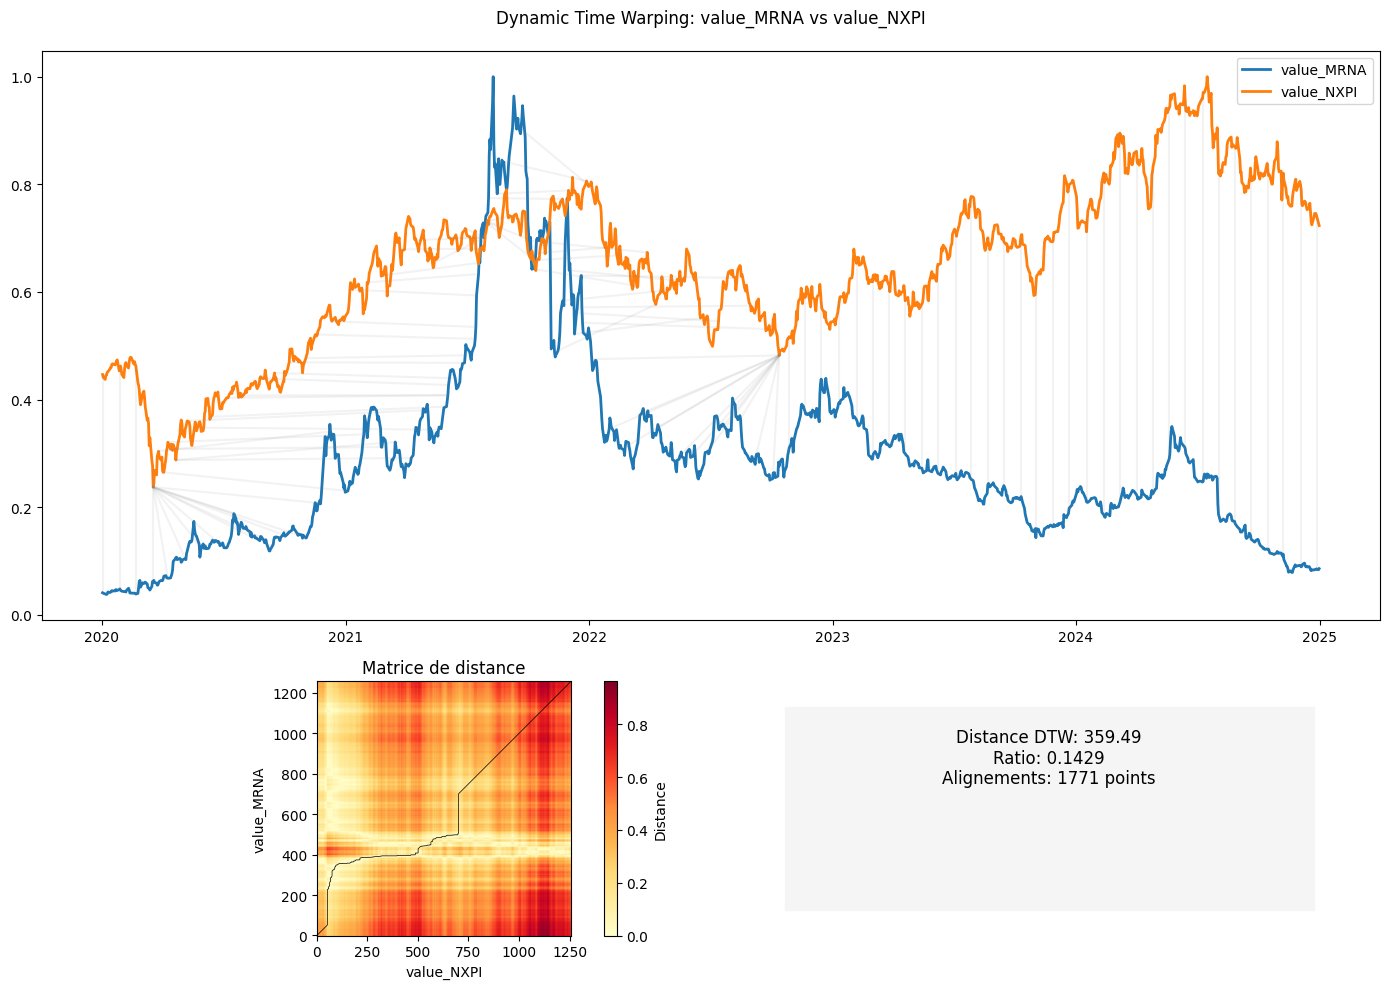 Dynamic Time Warping: value_MRNA vs value_NXPI
value_MRNA
value_NXPI
1.0
0.8
0.6
0.4
0.2
0.0
2020 2021 2022 2023 2024 2025
Matrice de distance
value_MRNA
1200
1000
800
600
400
200
0
0 250 500 750 1000 1250
value_NXPI
0.8
0.6
0.4
0.2
0.0
Distance
Distance DTW: 359.49
Ratio: 0.1429
Alignements: 1771 points